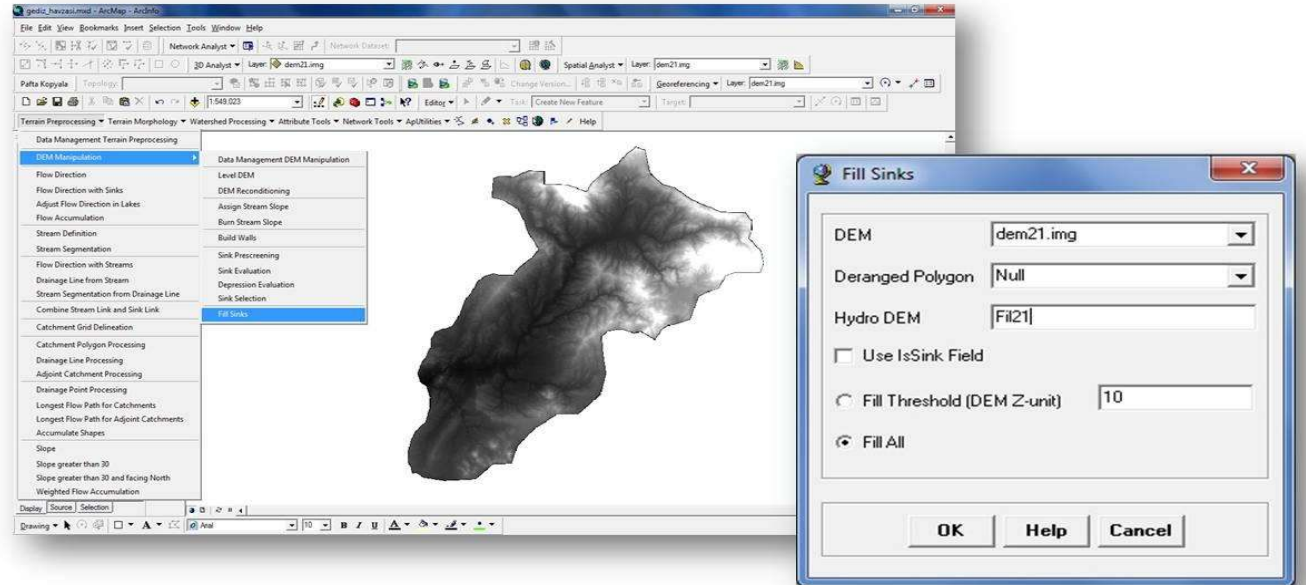 gediz_havzasi.mxd - ArcMap - ArcInfo
File Edit View Bookmarks Insert Selection Tools Window Help
Network Analyst Network Dataset:
3D Analyst Layer: dem21.img Spatial Analyst Layer: dem21.img
Pafta Kopyala Topology: Change Version... Georeferencing Layer: dem21.img
1:549.023 Editor Task: Create New Feature Target:
Terrain Preprocessing Terrain Morphology Watershed Processing Attribute Tools Network Tools ApUtilities Help
Data Management Terrain Preprocessing
DEM Manipulation
Flow Direction
Flow Direction with Sinks
Adjust Flow Direction in Lakes
Flow Accumulation
Stream Definition
Stream Segmentation
Flow Direction with Streams
Drainage Line from Stream
Stream Segmentation from Drainage Line
Combine Stream Link and Sink Link
Catchment Grid Delineation
Catchment Polygon Processing
Drainage Line Processing
Adjoint Catchment Processing
Drainage Point Processing
Longest Flow Path for Catchments
Longest Flow Path for Adjoint Catchments
Accumulate Shapes
Slope
Slope greater than 30
Slope greater than 30 and facing North
Weighted Flow Accumulation
Data Management DEM Manipulation
Level DEM
DEM Reconditioning
Assign Stream Slope
Burn Stream Slope
Build Walls
Sink Prescreening
Sink Evaluation
Depression Evaluation
Sink Selection
Fill Sinks
Display Source Selection
Drawing A Arial 10 B I U A
Fill Sinks
DEM dem21.img
Deranged Polygon Null
Hydro DEM Fil21
Use IsSink Field
Fill Threshold (DEM Z-unit) 10
Fill All
OK Help Cancel